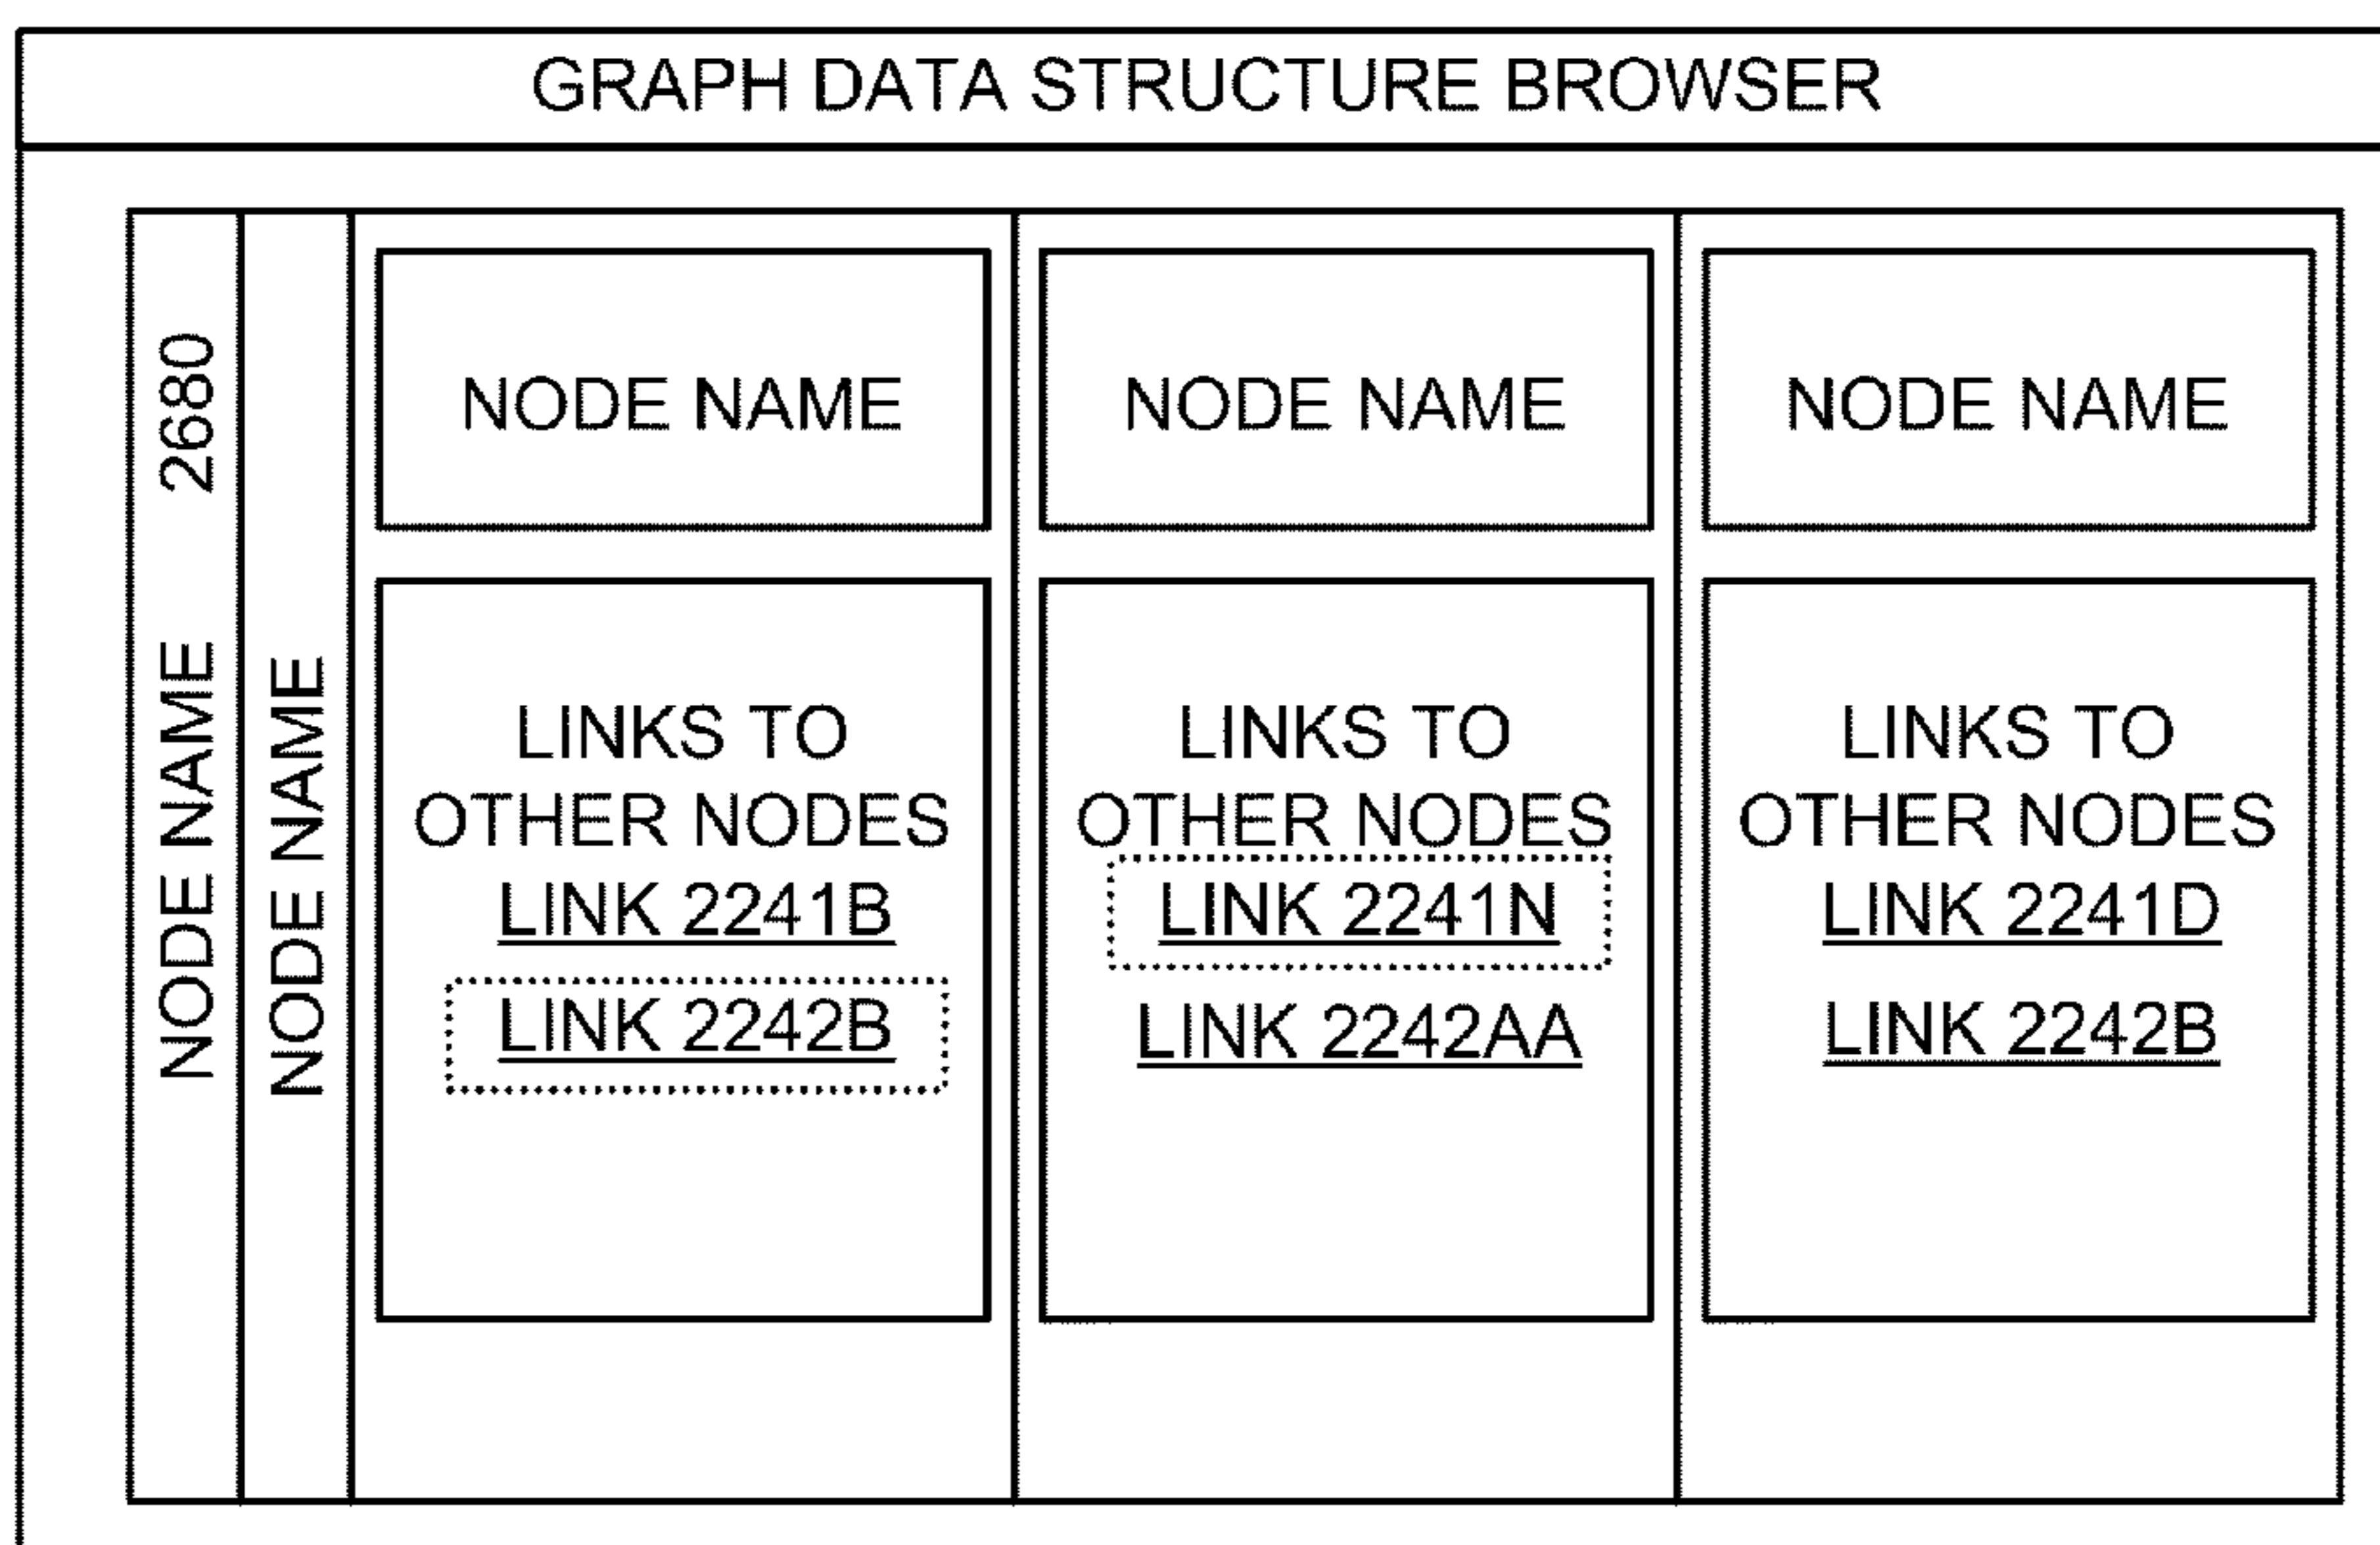 GRAPH DATA STRUCTURE BROWSER
NODE NAME 2680
NODE NAME
NODE NAME
LINKS TO
OTHER NODES
LINK 2241B
LINK 2242B
NODE NAME
LINKS TO
OTHER NODES
LINK 2241N
LINK 2242AA
NODE NAME
LINKS TO
OTHER NODES
LINK 2241D
LINK 2242B